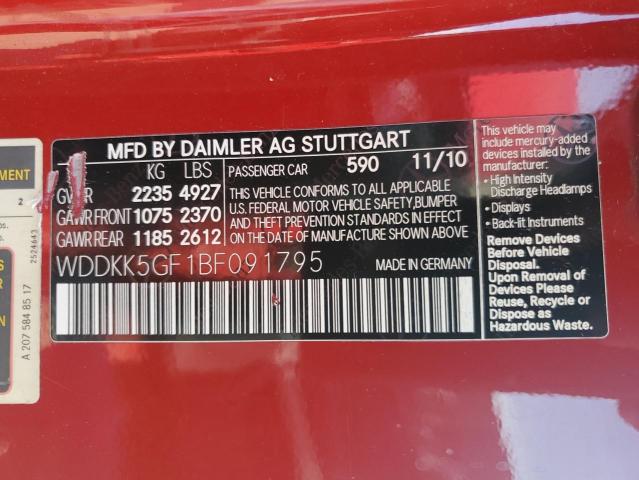 MFD BY DAIMLER AG STUTTGART
KG LBS
PASSENGER CAR 590 11/10
GVWR 2235 4927
GAWR FRONT 1075 2370
GAWR REAR 1185 2612
THIS VEHICLE CONFORMS TO ALL APPLICABLE
U.S. FEDERAL MOTOR VEHICLE SAFETY, BUMPER
AND THEFT PREVENTION STANDARDS IN EFFECT
ON THE DATE OF MANUFACTURE SHOWN ABOVE.
WDDKK5GF1BF091795
This vehicle may
include mercury-added
devices installed by the
manufacturer:
• High Intensity
Discharge Headlamps
• Displays
• Back-lit Instruments
Remove Devices
Before Vehicle
Disposal.
Upon Removal of
Devices Please
Reuse, Recycle or
Dispose as
Hazardous Waste.
2
2524643
A 207 584 85 17